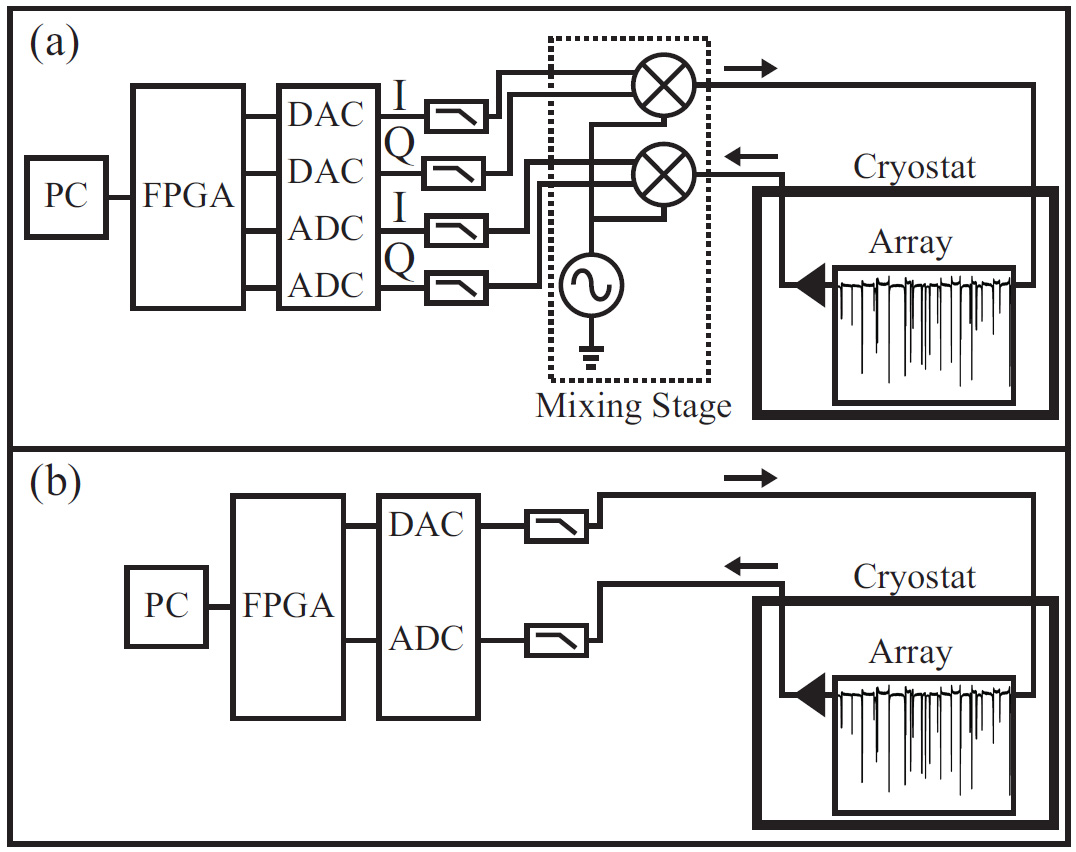 (a)
PC
FPGA
DAC
DAC
ADC
ADC
I
Q
I
Q
Mixing Stage
Cryostat
Array
(b)
PC
FPGA
DAC
ADC
Cryostat
Array